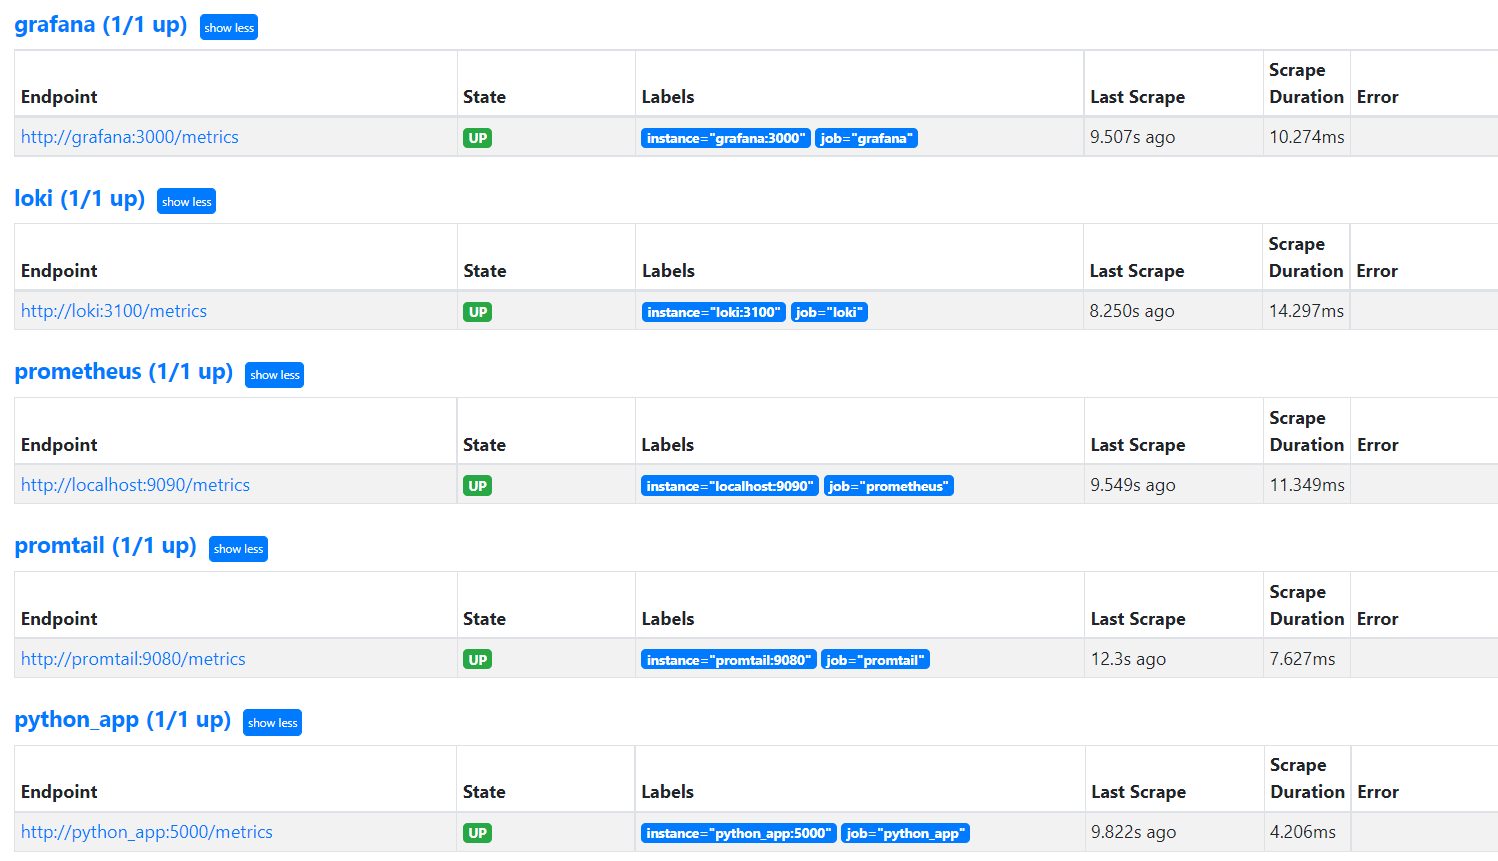 grafana (1/1 up) show less
Scrape
Endpoint State Labels Last Scrape Duration Error
http://grafana:3000/metrics UP instance="grafana:3000" job="grafana" 9.507s ago 10.274ms
loki (1/1 up) show less
Scrape
Endpoint State Labels Last Scrape Duration Error
http://loki:3100/metrics UP instance="loki:3100" job="loki" 8.250s ago 14.297ms
prometheus (1/1 up) show less
Scrape
Endpoint State Labels Last Scrape Duration Error
http://localhost:9090/metrics UP instance="localhost:9090" job="prometheus" 9.549s ago 11.349ms
promtail (1/1 up) show less
Scrape
Endpoint State Labels Last Scrape Duration Error
http://promtail:9080/metrics UP instance="promtail:9080" job="promtail" 12.3s ago 7.627ms
python_app (1/1 up) show less
Scrape
Endpoint State Labels Last Scrape Duration Error
http://python_app:5000/metrics UP instance="python_app:5000" job="python_app" 9.822s ago 4.206ms